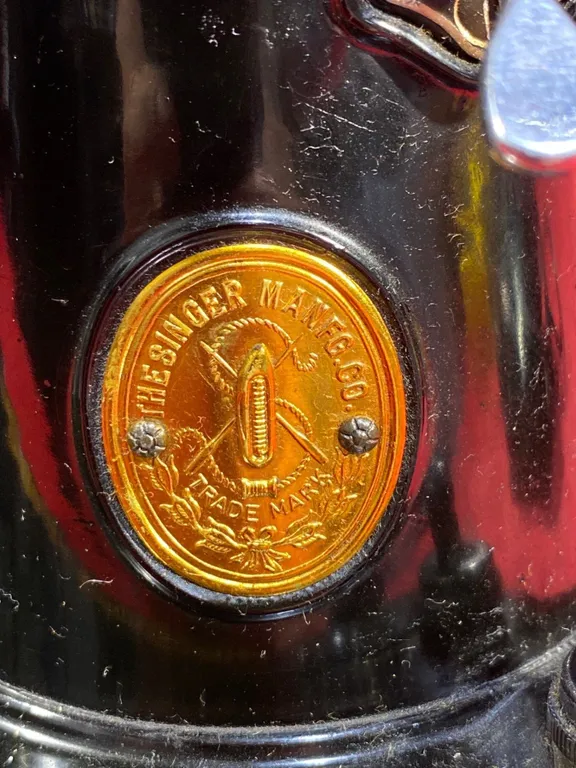 THE SINGER MANFG. CO.
TRADE MARK